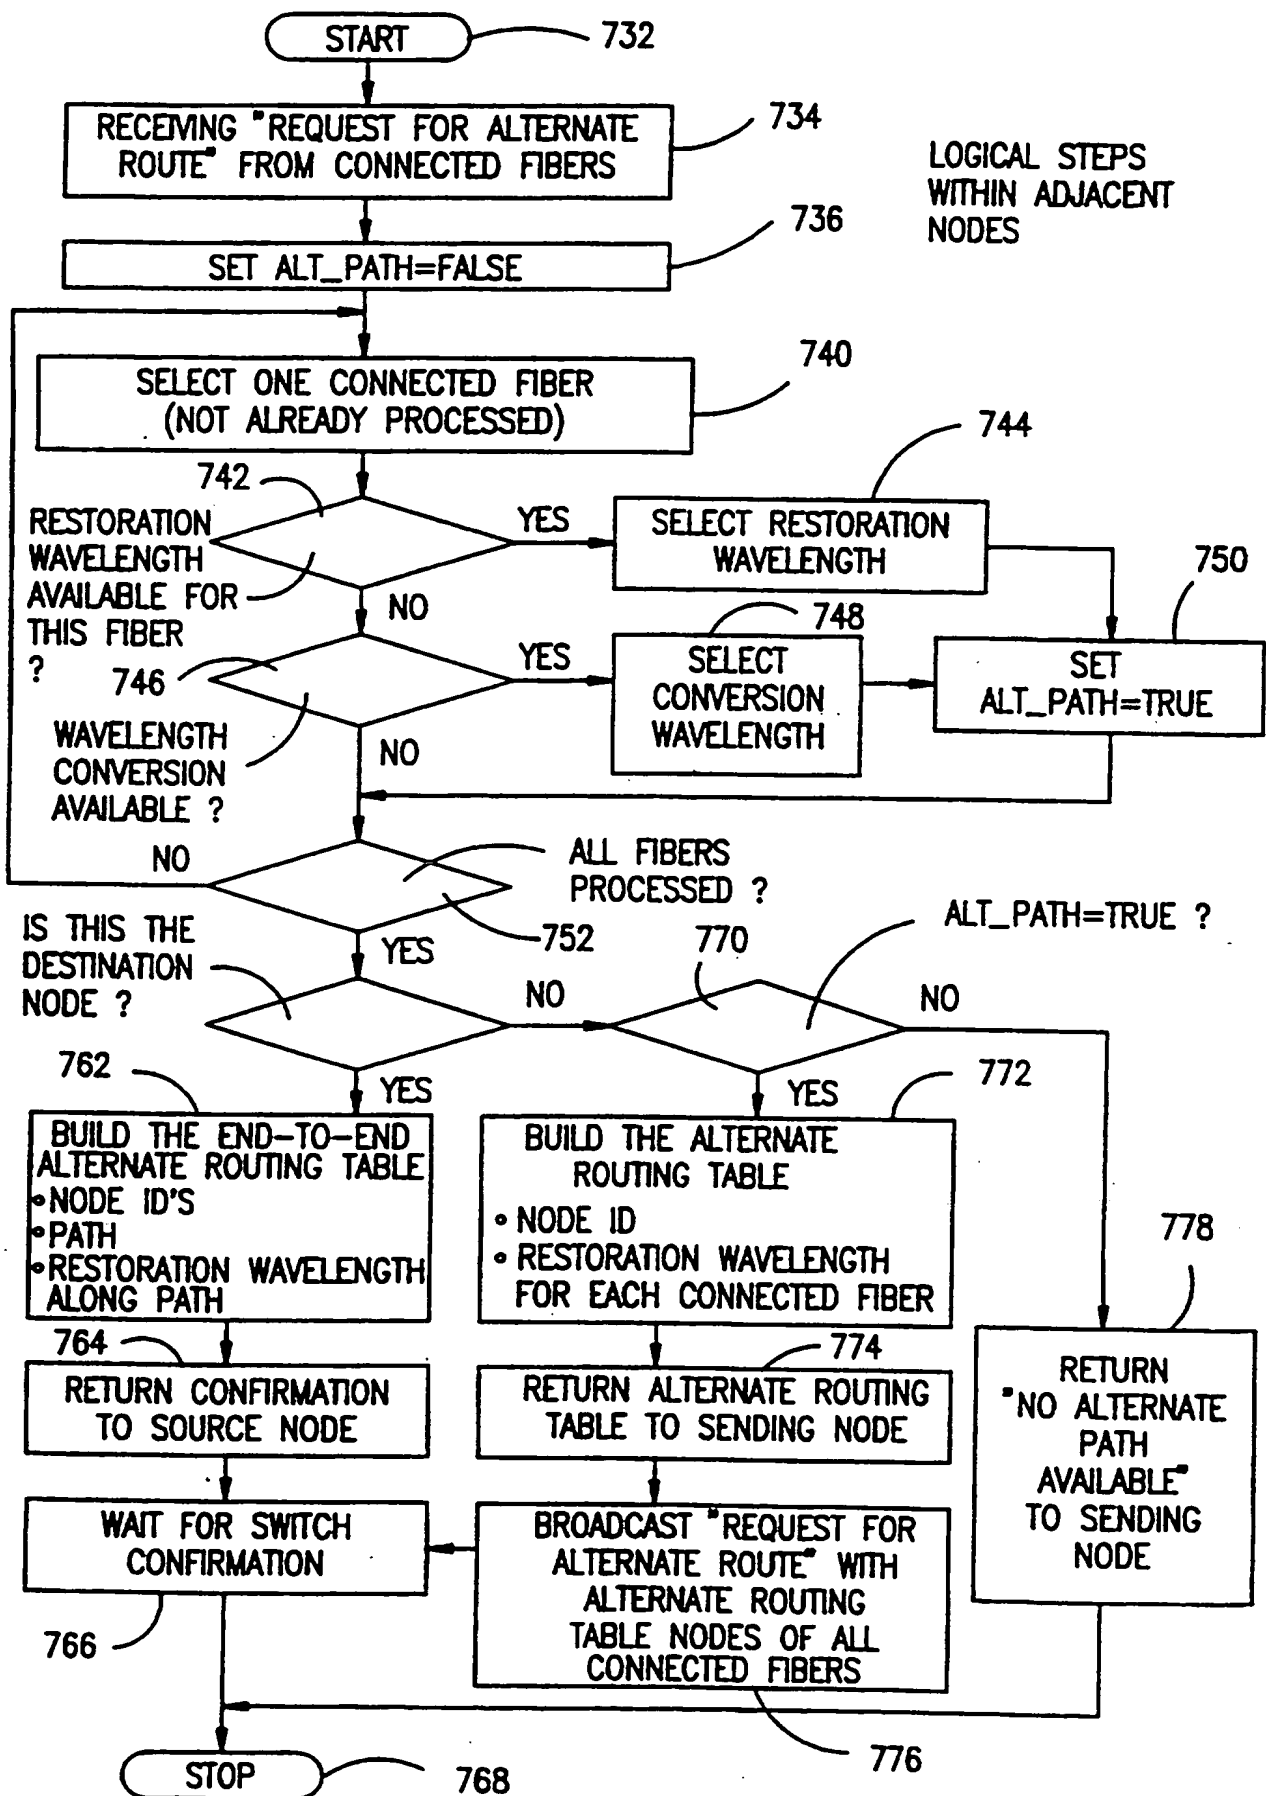 START
732
RECEIVING "REQUEST FOR ALTERNATE
ROUTE" FROM CONNECTED FIBERS
734
LOGICAL STEPS
WITHIN ADJACENT
NODES
SET ALT_PATH=FALSE
736
SELECT ONE CONNECTED FIBER
(NOT ALREADY PROCESSED)
740
742
RESTORATION
WAVELENGTH
AVAILABLE FOR
THIS FIBER
?
YES
NO
SELECT RESTORATION
WAVELENGTH
744
746
WAVELENGTH
CONVERSION
AVAILABLE ?
YES
NO
SELECT
CONVERSION
WAVELENGTH
748
SET
ALT_PATH=TRUE
750
NO
ALL FIBERS
PROCESSED ?
752
YES
IS THIS THE
DESTINATION
NODE ?
NO
YES
770
ALT_PATH=TRUE ?
NO
YES
762
BUILD THE END-TO-END
ALTERNATE ROUTING TABLE
• NODE ID'S
• PATH
• RESTORATION WAVELENGTH
ALONG PATH
772
BUILD THE ALTERNATE
ROUTING TABLE
• NODE ID
• RESTORATION WAVELENGTH
FOR EACH CONNECTED FIBER
764
RETURN CONFIRMATION
TO SOURCE NODE
774
RETURN ALTERNATE ROUTING
TABLE TO SENDING NODE
778
RETURN
"NO ALTERNATE
PATH
AVAILABLE"
TO SENDING
NODE
WAIT FOR SWITCH
CONFIRMATION
766
BROADCAST "REQUEST FOR
ALTERNATE ROUTE" WITH
ALTERNATE ROUTING
TABLE NODES OF ALL
CONNECTED FIBERS
776
STOP
768